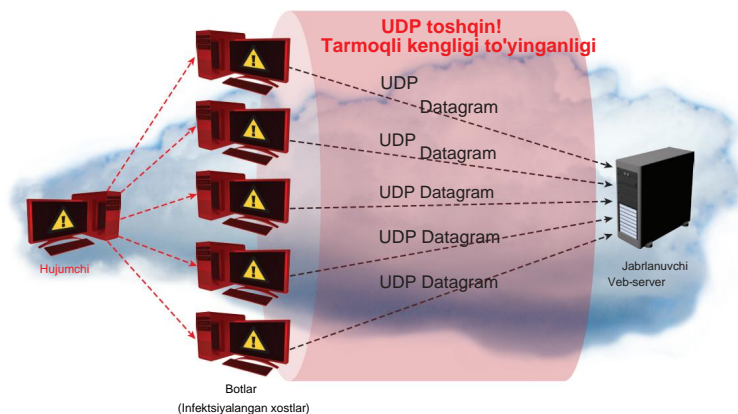 UDP toshqin!
Tarmoqli kengligi to'yinganligi
UDP
Datagram
UDP
Datagram
UDP Datagram
UDP Datagram
UDP Datagram
Hujumchi
Jabrlanuvchi
Veb-server
Botlar
(Infektsiyalangan xostlar)